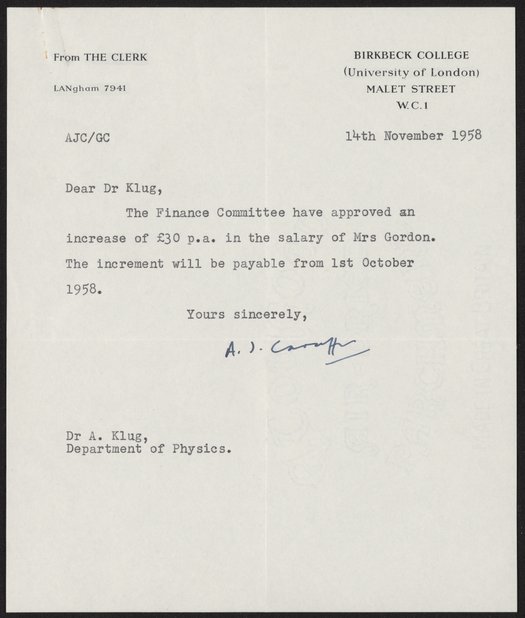 From THE CLERK
LANgham 7941
BIRKBECK COLLEGE
(University of London)
MALET STREET
W.C.1
AJC/GC
14th November 1958
Dear Dr Klug,
The Finance Committee have approved an
increase of £30 p.a. in the salary of Mrs Gordon.
The increment will be payable from 1st October
1958.
Yours sincerely,
A. J.
Dr A. Klug,
Department of Physics.